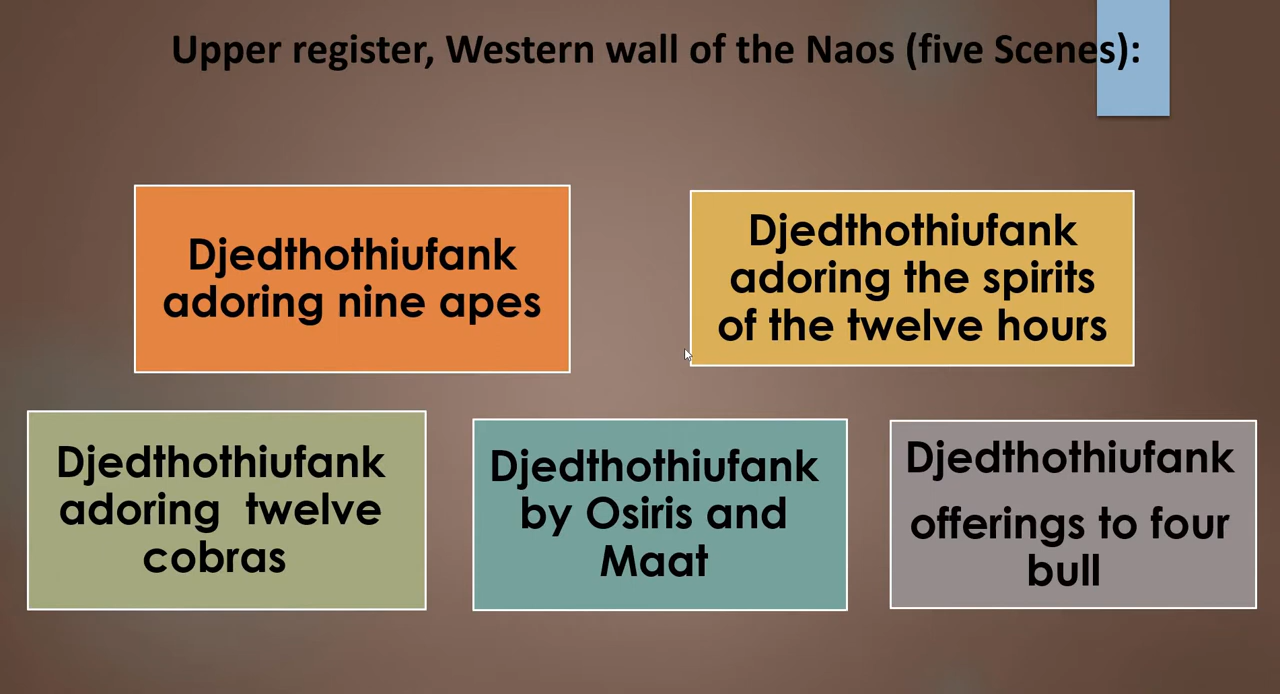 Upper register, Western wall of the Naos (five Scenes):
Djedthothiufank
adoring nine apes
Djedthothiufank
adoring the spirits
of the twelve hours
Djedthothiufank
adoring twelve
cobras
Djedthothiufank
by Osiris and
Maat
Djedthothiufank
offerings to four
bull